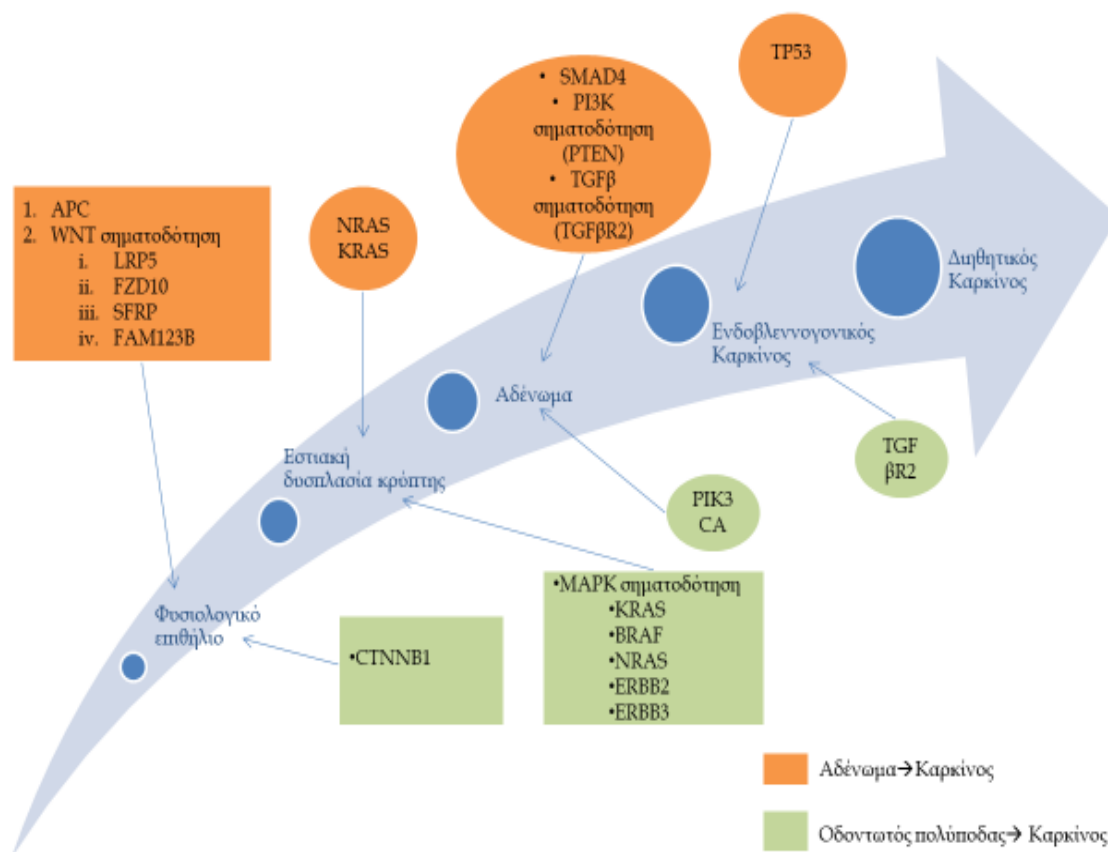 TP53
• SMAD4
• PI3K
σηματοδότηση
(PTEN)
• TGFβ
σηματοδότηση
(TGFβR2)
1. APC
2. WNT σηματοδότηση
i. LRP5
ii. FZD10
iii. SFRP
iv. FAM123B
NRAS
KRAS
Διηθητικός
Καρκίνος
Ενδοβλεννογονικός
Καρκίνος
Αδένωμα
Εστιακή
δυσπλασία κρύπτης
Φυσιολογικό
επιθήλιο
TGF
βR2
PIK3
CA
•CTNNB1
•MAPK σηματοδότηση
•KRAS
•BRAF
•NRAS
•ERBB2
•ERBB3
Αδένωμα→Καρκίνος
Οδοντωτός πολύποδας→ Καρκίνος